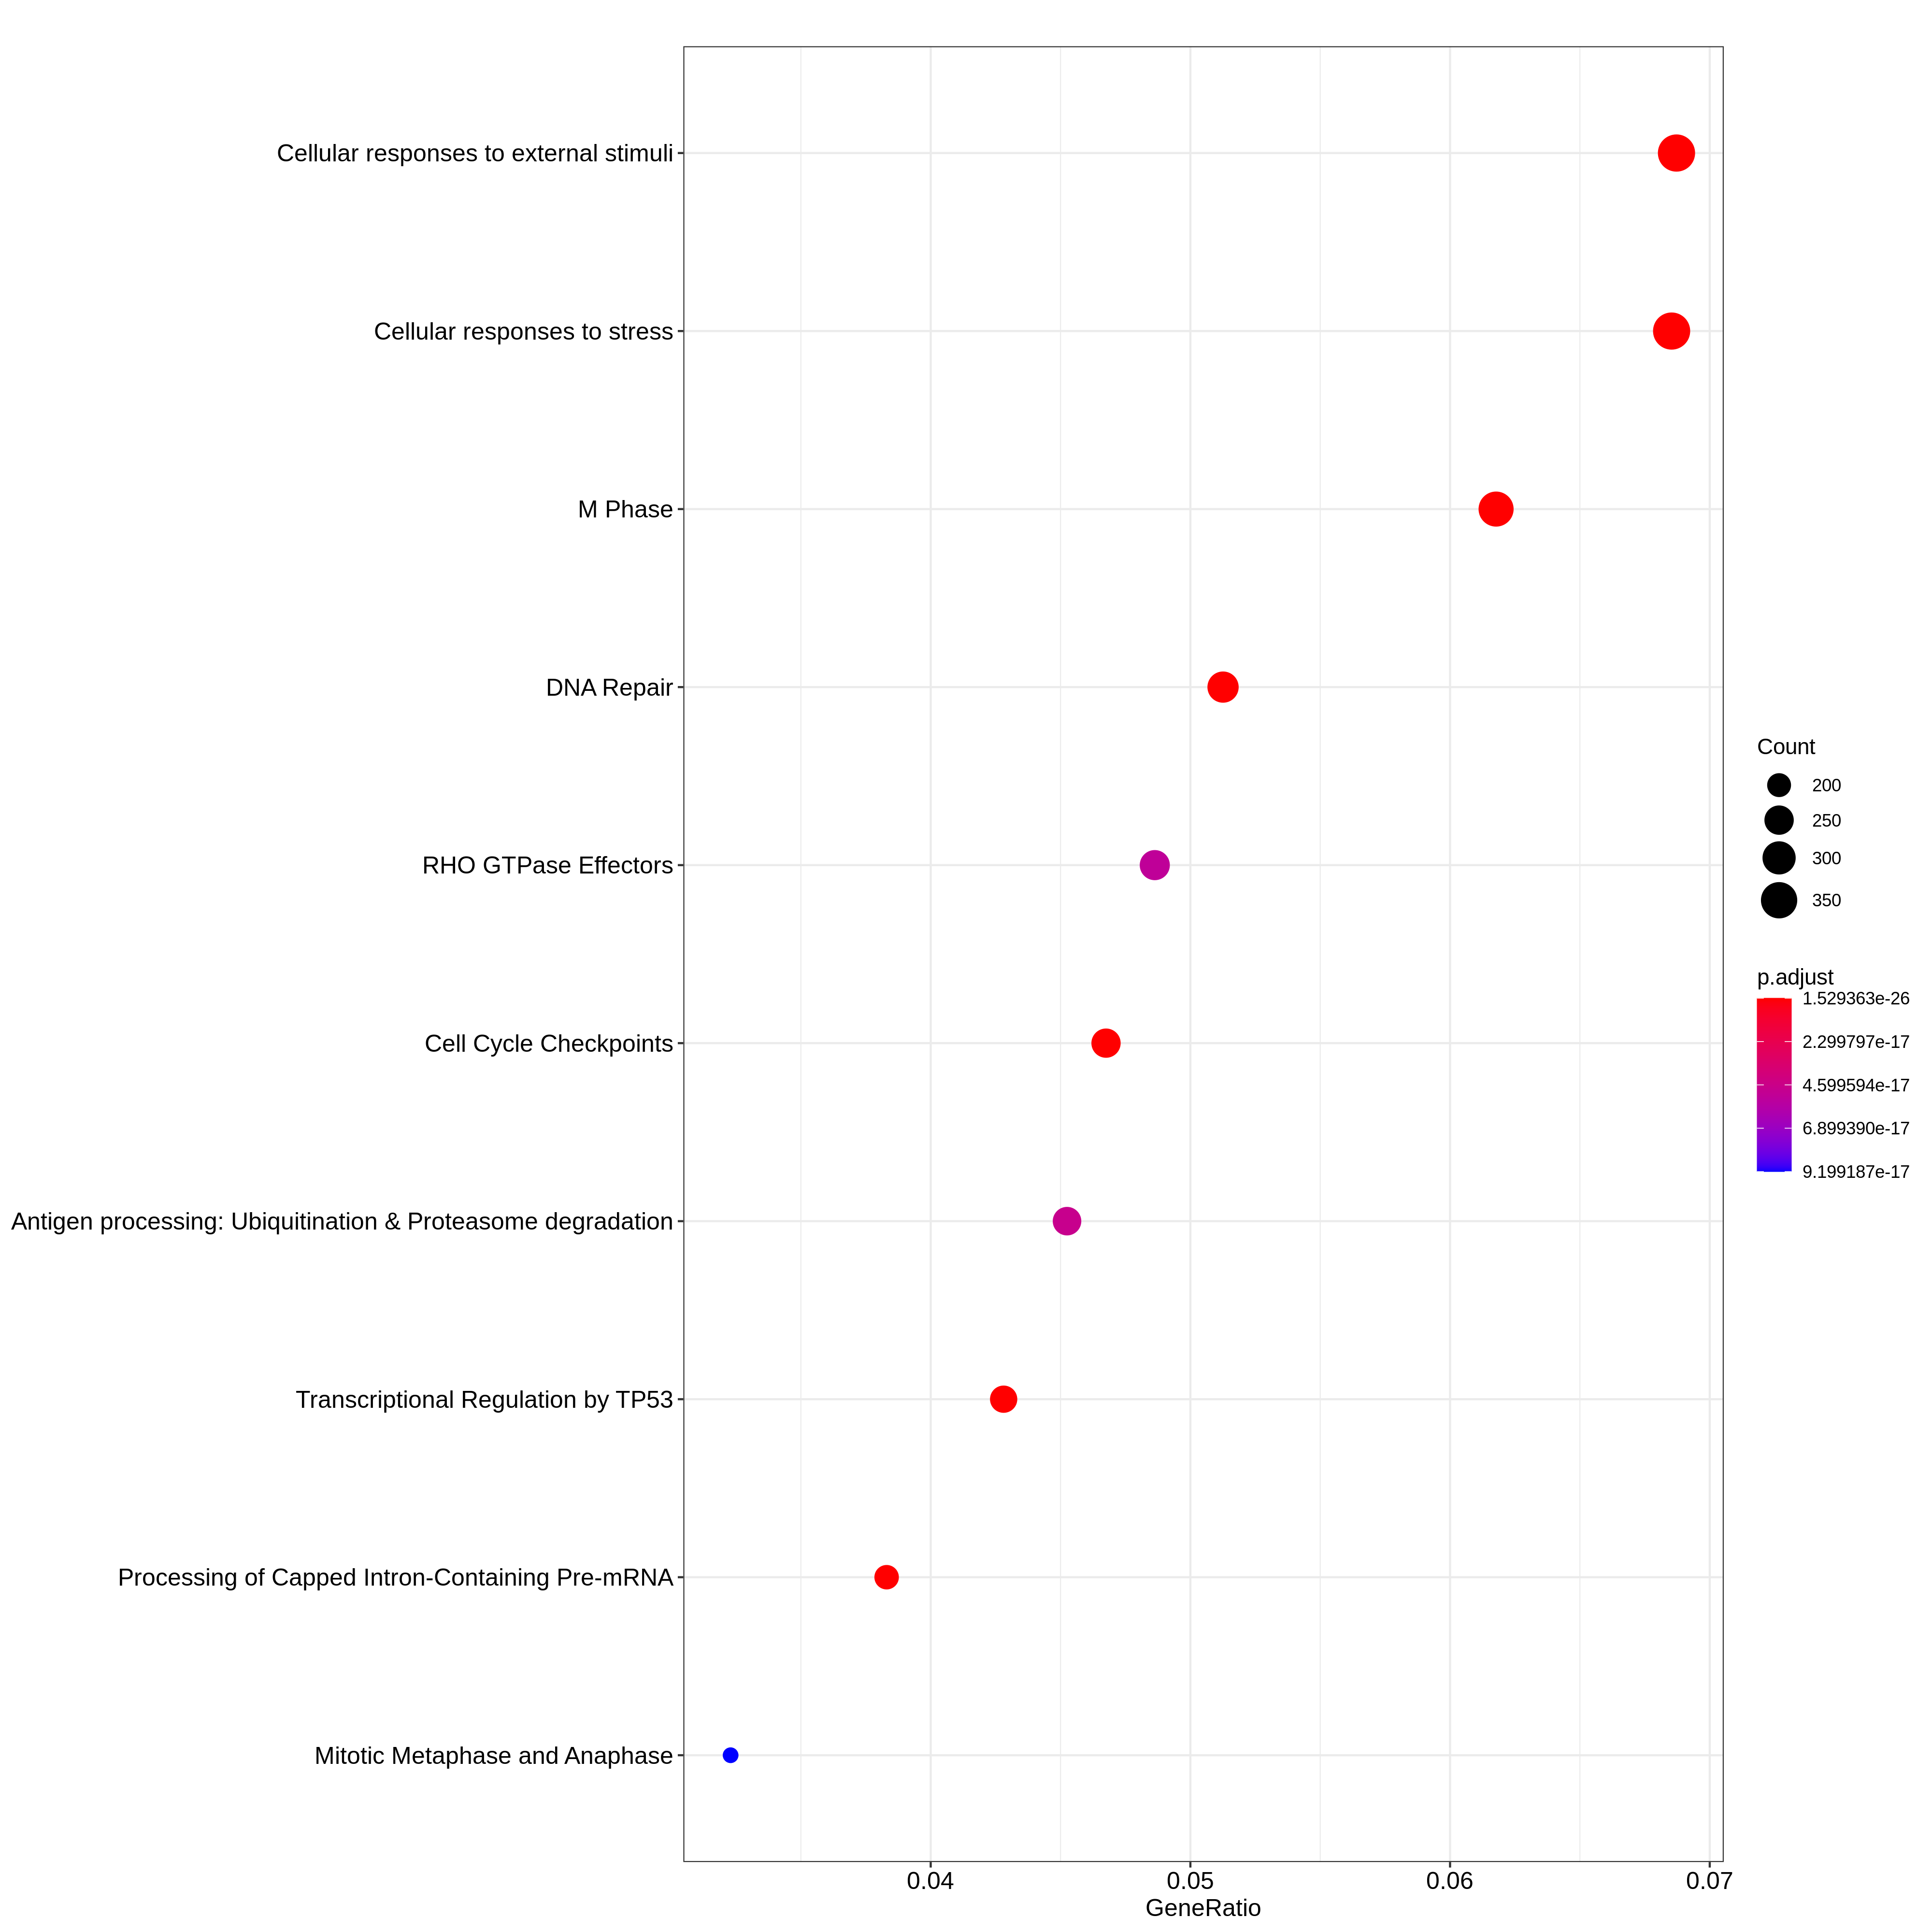 Cellular responses to external stimuli
Cellular responses to stress
M Phase
DNA Repair
RHO GTPase Effectors
Cell Cycle Checkpoints
Antigen processing: Ubiquitination & Proteasome degradation
Transcriptional Regulation by TP53
Processing of Capped Intron-Containing Pre-mRNA
Mitotic Metaphase and Anaphase
0.04 0.05 0.06 0.07
GeneRatio
Count
200
250
300
350
p.adjust
1.529363e-26
2.299797e-17
4.599594e-17
6.899390e-17
9.199187e-17